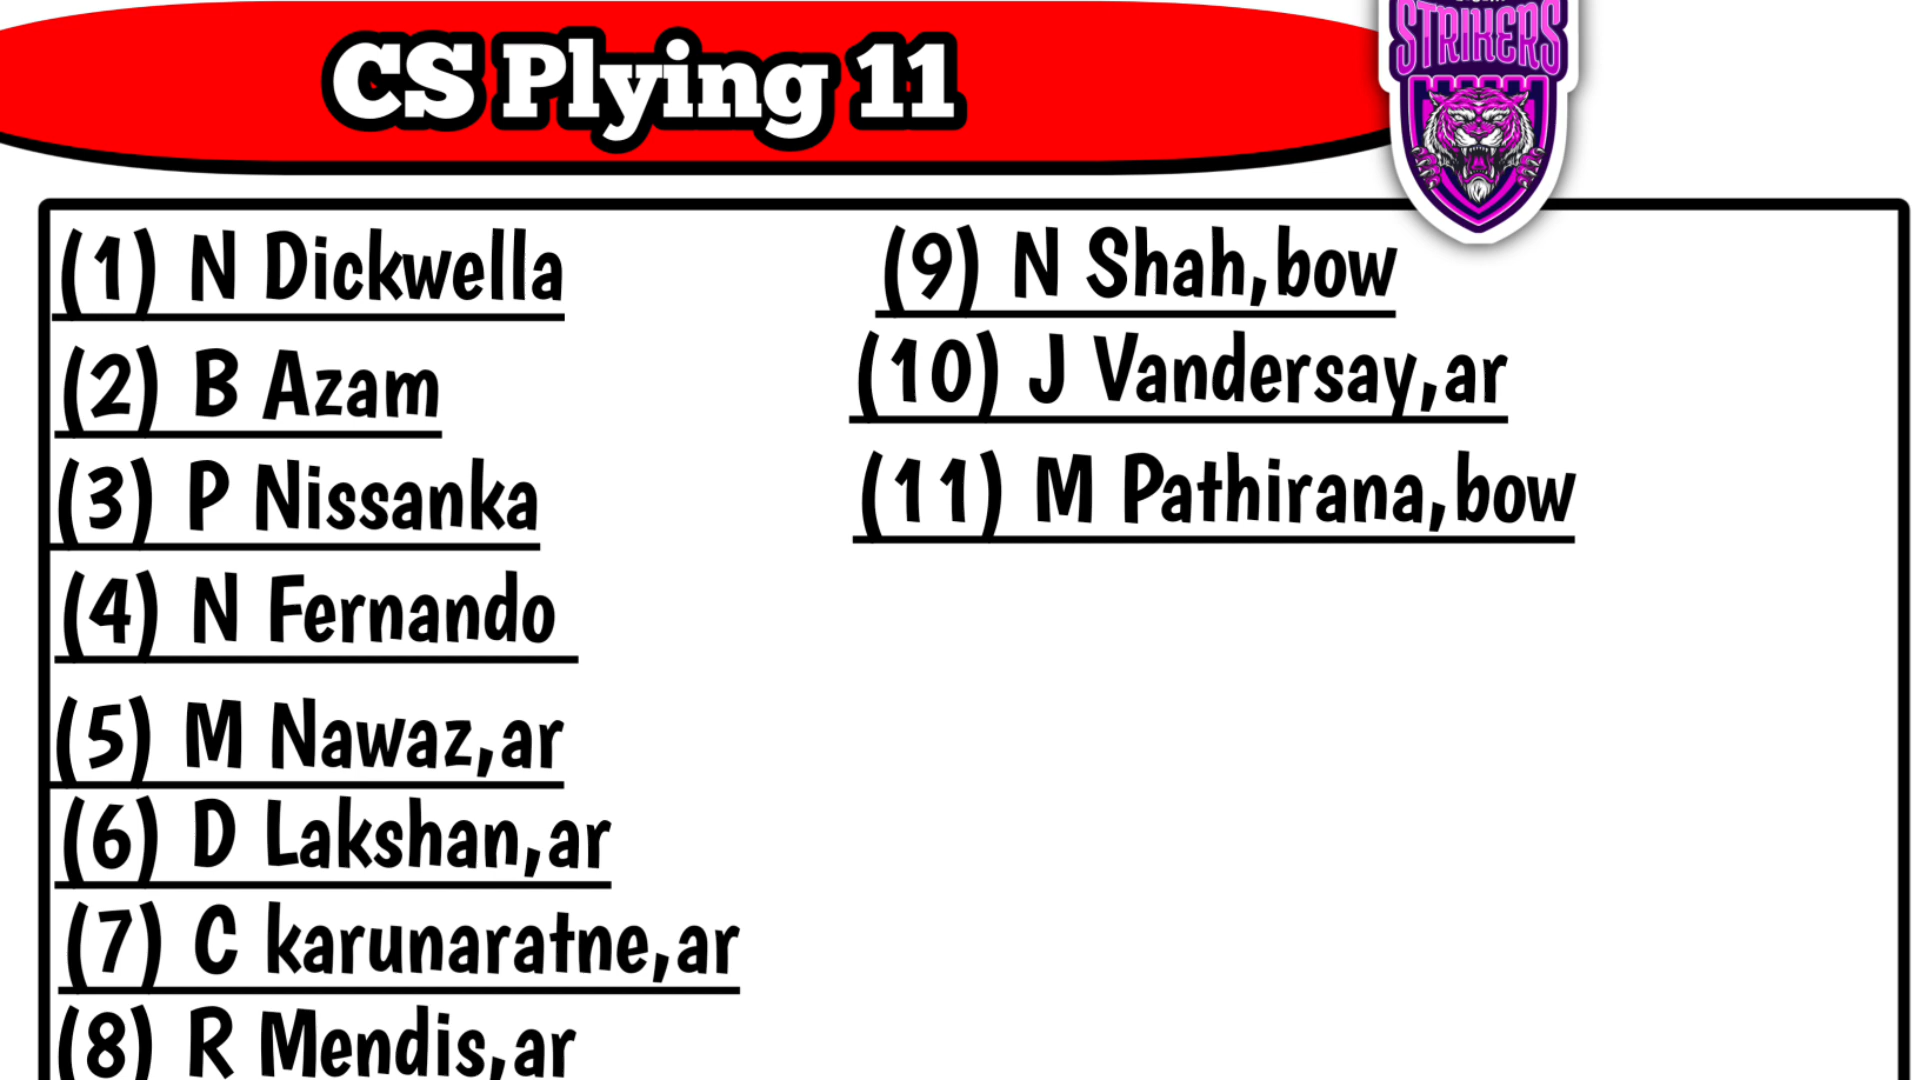 CS Plying 11
STRIKERS
(1) N Dickwella
(2) B Azam
(3) P Nissanka
(4) N Fernando
(5) M Nawaz,ar
(6) D Lakshan,ar
(7) C karunaratne,ar
(8) R Mendis,ar
(9) N Shah,bow
(10) J Vandersay,ar
(11) M Pathirana,bow